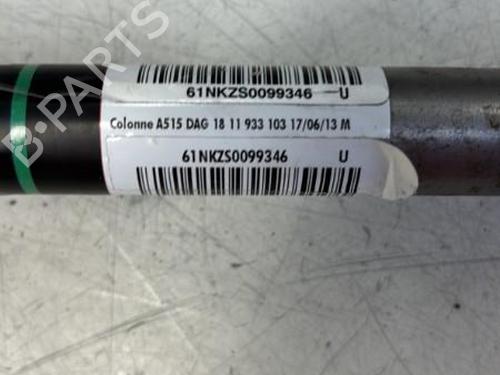 61NKZS0099346 U
Colonne A515 DAG 18 11 933 103 17/06/13 M
61NKZS0099346 U
B-PARTS